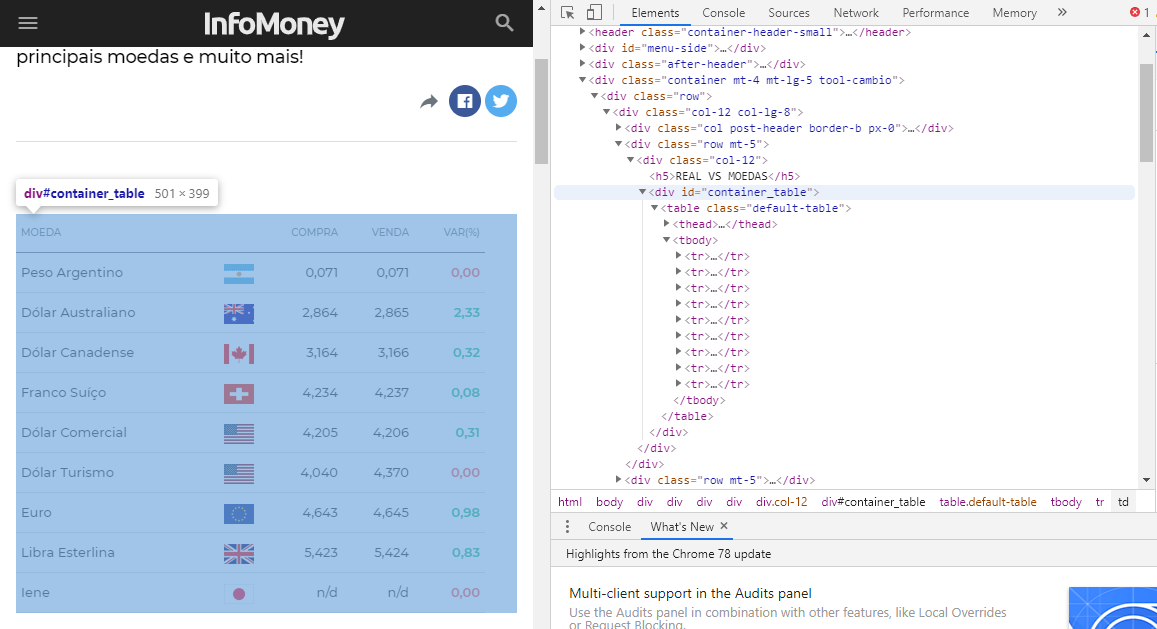 InfoMoney
principais moedas e muito mais!
div#container_table 501 × 399
MOEDA COMPRA VENDA VAR(%)
Peso Argentino 0,071 0,071 0,00
Dólar Australiano 2,864 2,865 2,33
Dólar Canadense 3,164 3,166 0,32
Franco Suíço 4,234 4,237 0,08
Dólar Comercial 4,205 4,206 0,31
Dólar Turismo 4,040 4,370 0,00
Euro 4,643 4,645 0,98
Libra Esterlina 5,423 5,424 0,83
Iene n/d n/d 0,00
Elements Console Sources Network Performance Memory » 1
<header class="container-header-small">…</header>
<div id="menu-side">…</div>
<div class="after-header">…</div>
<div class="container mt-4 mt-lg-5 tool-cambio">
<div class="row">
<div class="col-12 col-lg-8">
<div class="col post-header border-b px-0">…</div>
<div class="row mt-5">
<div class="col-12">
<h5>REAL VS MOEDAS</h5>
<div id="container_table">
<table class="default-table">
<thead>…</thead>
<tbody>
<tr>…</tr>
<tr>…</tr>
<tr>…</tr>
<tr>…</tr>
<tr>…</tr>
<tr>…</tr>
<tr>…</tr>
<tr>…</tr>
<tr>…</tr>
</tbody>
</table>
</div>
</div>
</div>
<div class="row mt-5">…</div>
html body div div div div div.col-12 div#container_table table.default-table tbody tr td
Console What's New ×
Highlights from the Chrome 78 update
Multi-client support in the Audits panel
Use the Audits panel in combination with other features, like Local Overrides
or Request Blocking.